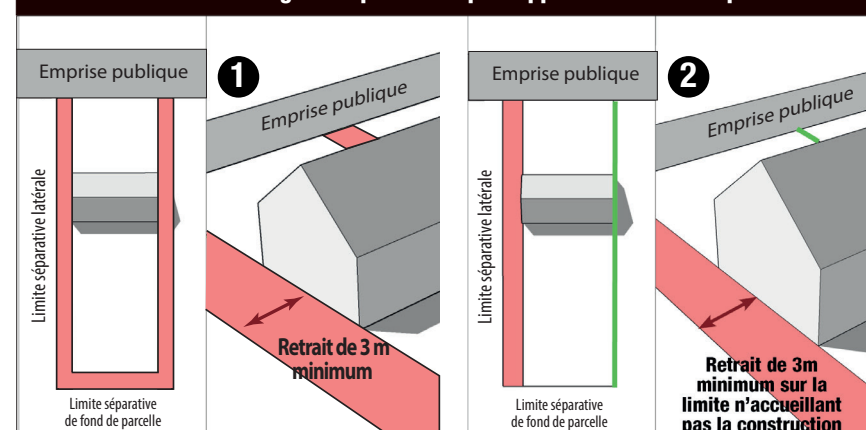 Emprise publique
Limite séparative latérale
Limite séparative
de fond de parcelle
1
Emprise publique
Retrait de 3 m
minimum
Emprise publique
Limite séparative latérale
Limite séparative
de fond de parcelle
2
Emprise publique
Retrait de 3m
minimum sur la
limite n'accueillant
pas la construction